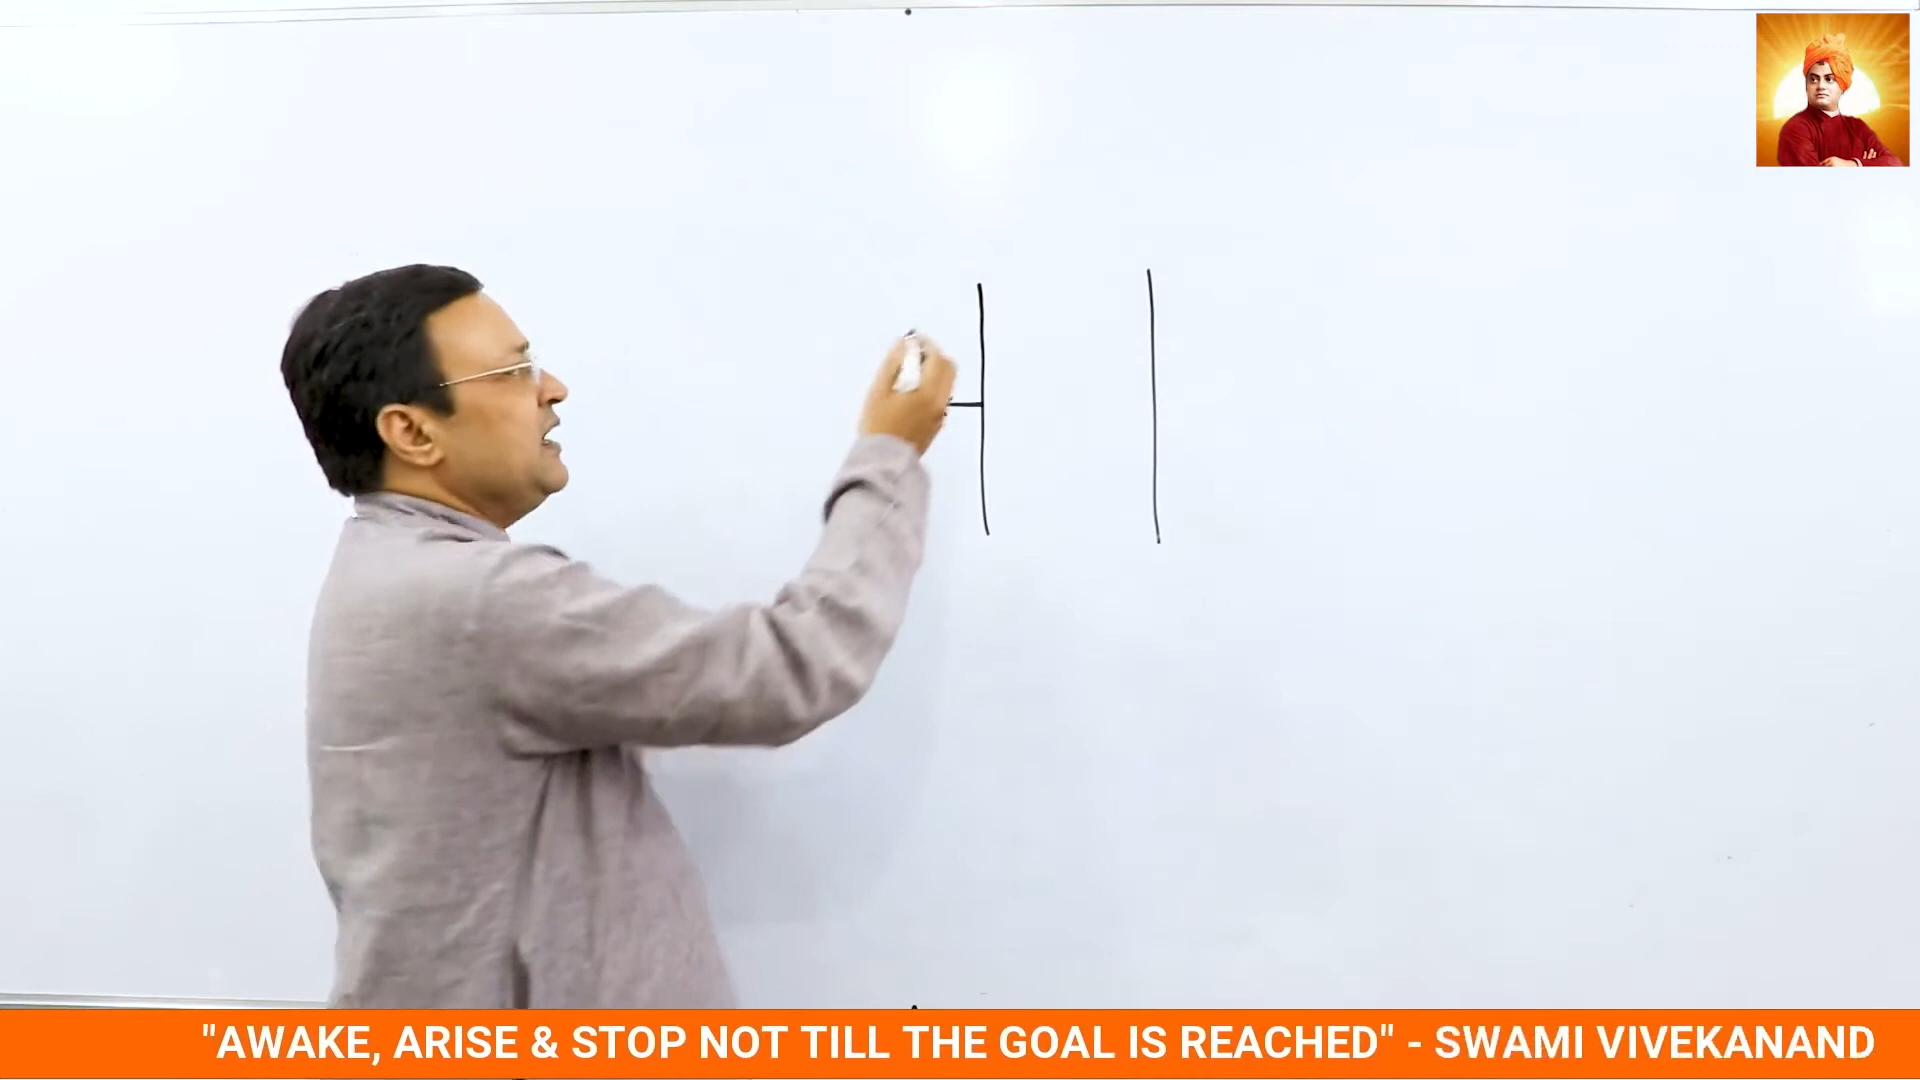 "AWAKE, ARISE & STOP NOT TILL THE GOAL IS REACHED" - SWAMI VIVEKANAND